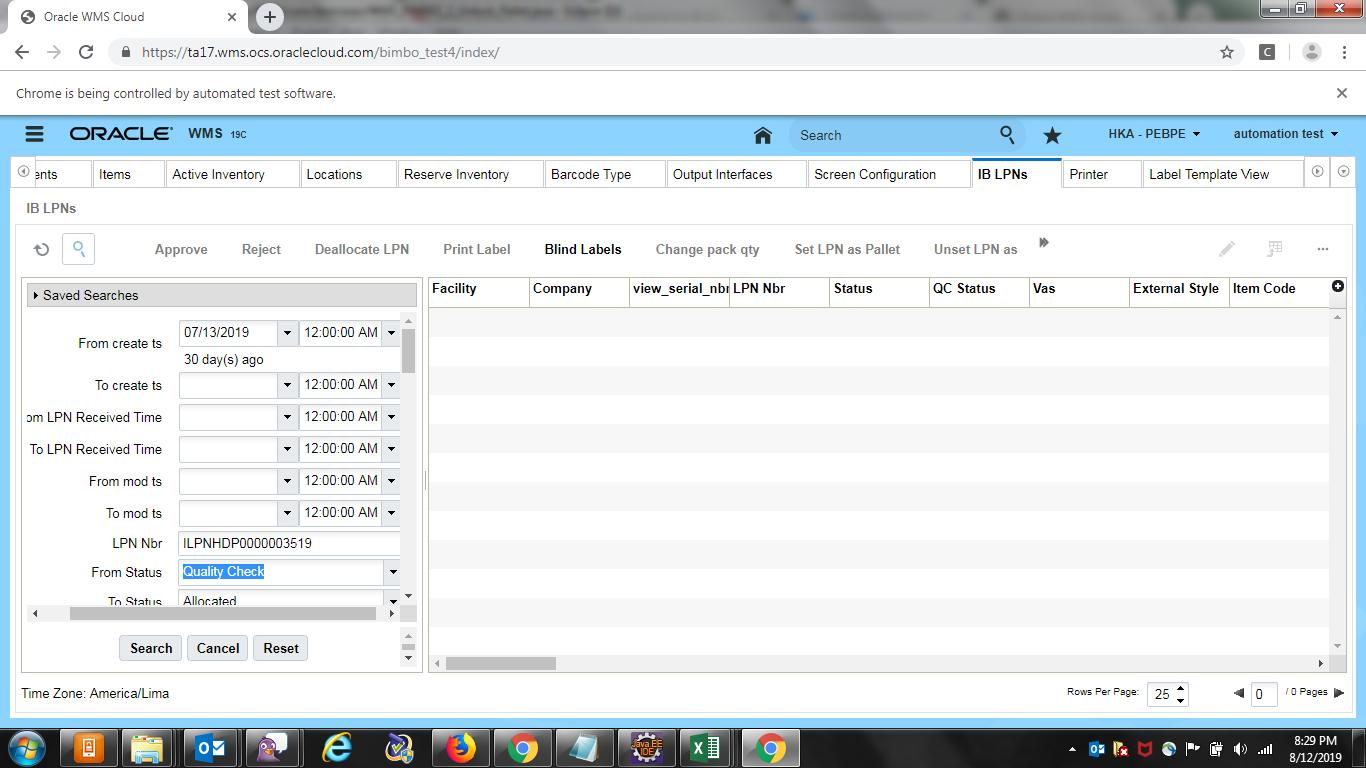 Oracle WMS Cloud
https://ta17.wms.ocs.oraclecloud.com/bimbo_test4/index/
C
Chrome is being controlled by automated test software.
ORACLE WMS 19C
Search
HKA - PEBPE
automation test
ents
Items
Active Inventory
Locations
Reserve Inventory
Barcode Type
Output Interfaces
Screen Configuration
IB LPNs
Printer
Label Template View
IB LPNs
Approve
Reject
Deallocate LPN
Print Label
Blind Labels
Change pack qty
Set LPN as Pallet
Unset LPN as
Saved Searches
From create ts 07/13/2019 12:00:00 AM
30 day(s) ago
To create ts 12:00:00 AM
om LPN Received Time 12:00:00 AM
To LPN Received Time 12:00:00 AM
From mod ts 12:00:00 AM
To mod ts 12:00:00 AM
LPN Nbr ILPNHDP0000003519
From Status Quality Check
To Status Allocated
Search Cancel Reset
Facility Company view_serial_nbr LPN Nbr Status QC Status Vas External Style Item Code
Time Zone: America/Lima
Rows Per Page: 25
0 / 0 Pages
Java EE
IDE
8:29 PM
8/12/2019